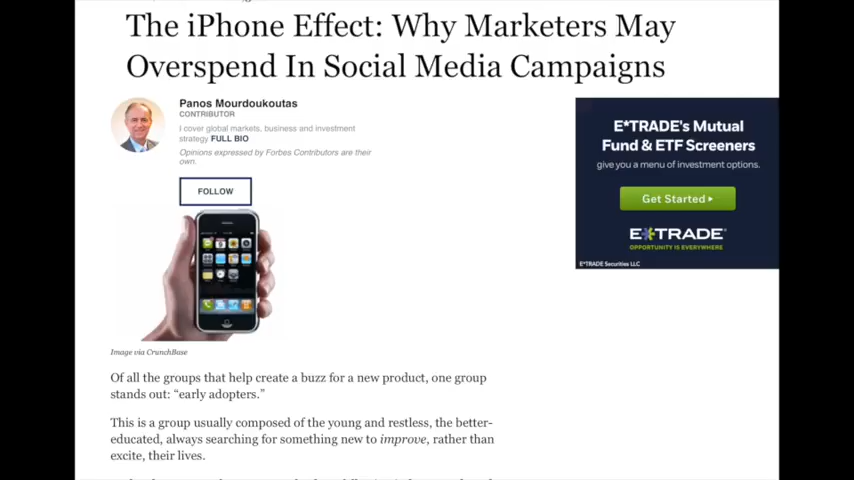 The iPhone Effect: Why Marketers May
Overspend In Social Media Campaigns
Panos Mourdoukoutas
CONTRIBUTOR
I cover global markets, business and investment
strategy FULL BIO
Opinions expressed by Forbes Contributors are their
own.
FOLLOW
Image via CrunchBase
Of all the groups that help create a buzz for a new product, one group
stands out: “early adopters.”
This is a group usually composed of the young and restless, the better-
educated, always searching for something new to improve, rather than
excite, their lives.
E*TRADE's Mutual
Fund & ETF Screeners
give you a menu of investment options.
Get Started
E*TRADE
OPPORTUNITY IS EVERYWHERE
E*TRADE Securities LLC